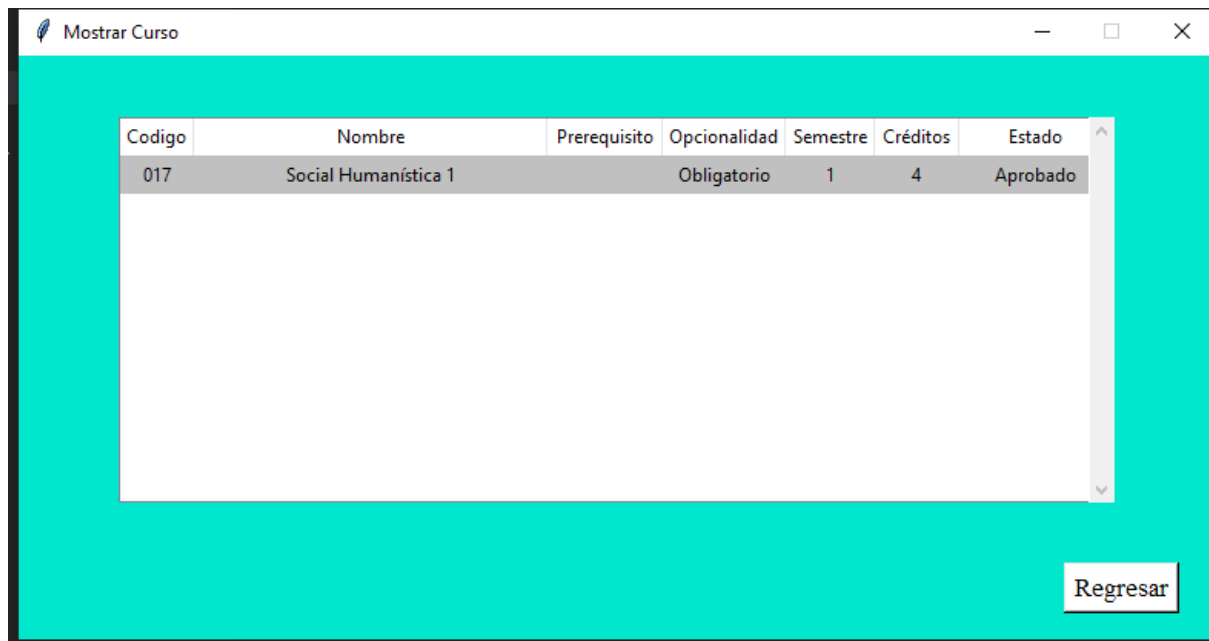 Mostrar Curso
Codigo Nombre Prerequisito Opcionalidad Semestre Créditos Estado
017 Social Humanística 1 Obligatorio 1 4 Aprobado
Regresar